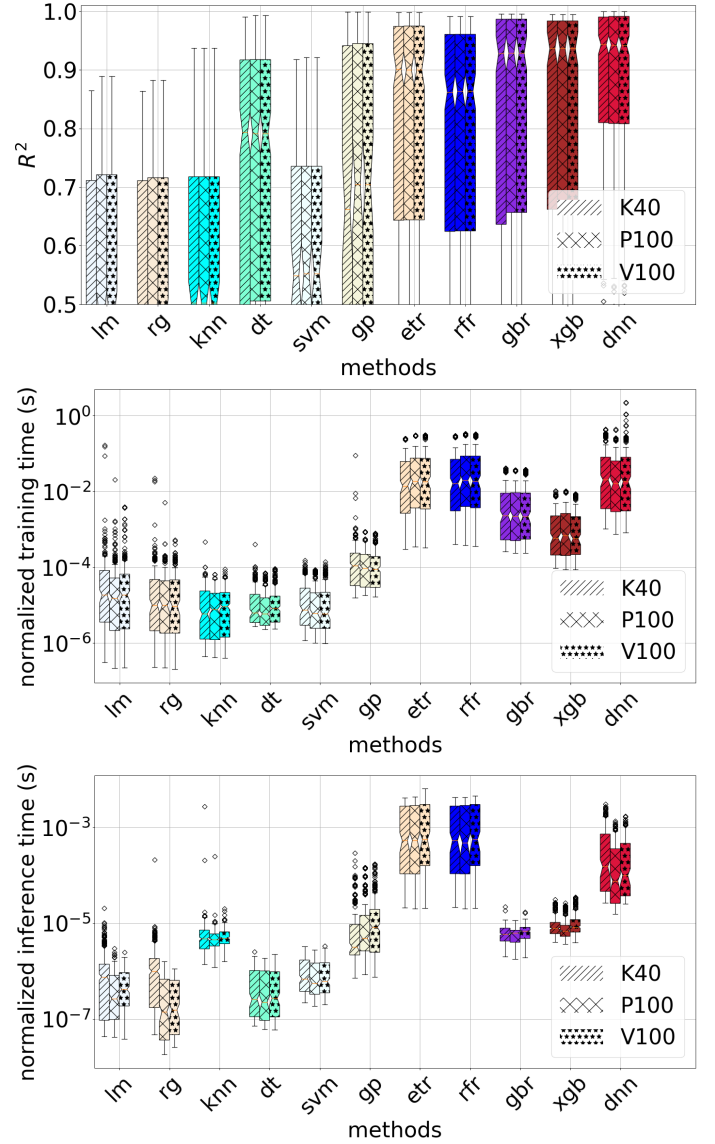 1.0
0.9
0.8
0.7
0.6
0.5
R²
K40
P100
V100
lm rg knn dt svm gp etr rfr gbr xgb dnn
methods
10⁰
10⁻²
10⁻⁴
10⁻⁶
normalized training time (s)
K40
P100
V100
lm rg knn dt svm gp etr rfr gbr xgb dnn
methods
10⁻³
10⁻⁵
10⁻⁷
normalized inference time (s)
K40
P100
V100
lm rg knn dt svm gp etr rfr gbr xgb dnn
methods